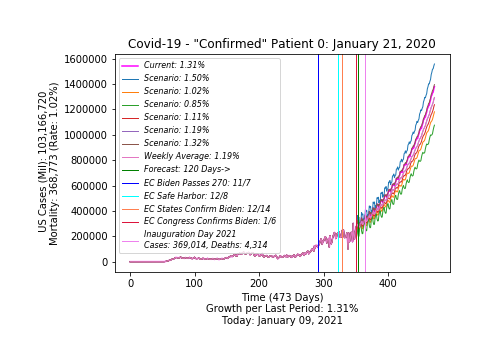 Covid-19 - "Confirmed" Patient 0: January 21, 2020
US Cases (Mill): 103,166,720
Mortality: 368,773 (Rate: 1.02%)
1600000
1400000
1200000
1000000
800000
600000
400000
200000
0
Current: 1.31%
Scenario: 1.50%
Scenario: 1.02%
Scenario: 0.85%
Scenario: 1.11%
Scenario: 1.19%
Scenario: 1.32%
Weekly Average: 1.19%
Forecast: 120 Days->
EC Biden Passes 270: 11/7
EC Safe Harbor: 12/8
EC States Confirm Biden: 12/14
EC Congress Confirms Biden: 1/6
Inauguration Day 2021
Cases: 369,014, Deaths: 4,314
0 100 200 300 400
Time (473 Days)
Growth per Last Period: 1.31%
Today: January 09, 2021